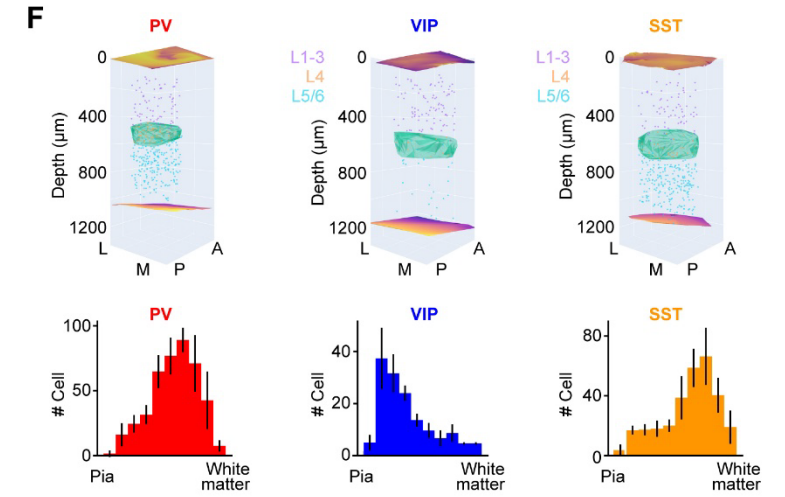 F
PV
VIP
SST
0
400
800
1200
Depth (µm)
L
M
P
A
L1-3
L4
L5/6
0
400
800
1200
Depth (µm)
L
M
P
A
L1-3
L4
L5/6
0
400
800
1200
Depth (µm)
L
M
P
A
PV
100
50
0
# Cell
Pia
White
matter
VIP
40
20
0
# Cell
Pia
White
matter
SST
80
40
0
# Cell
Pia
White
matter